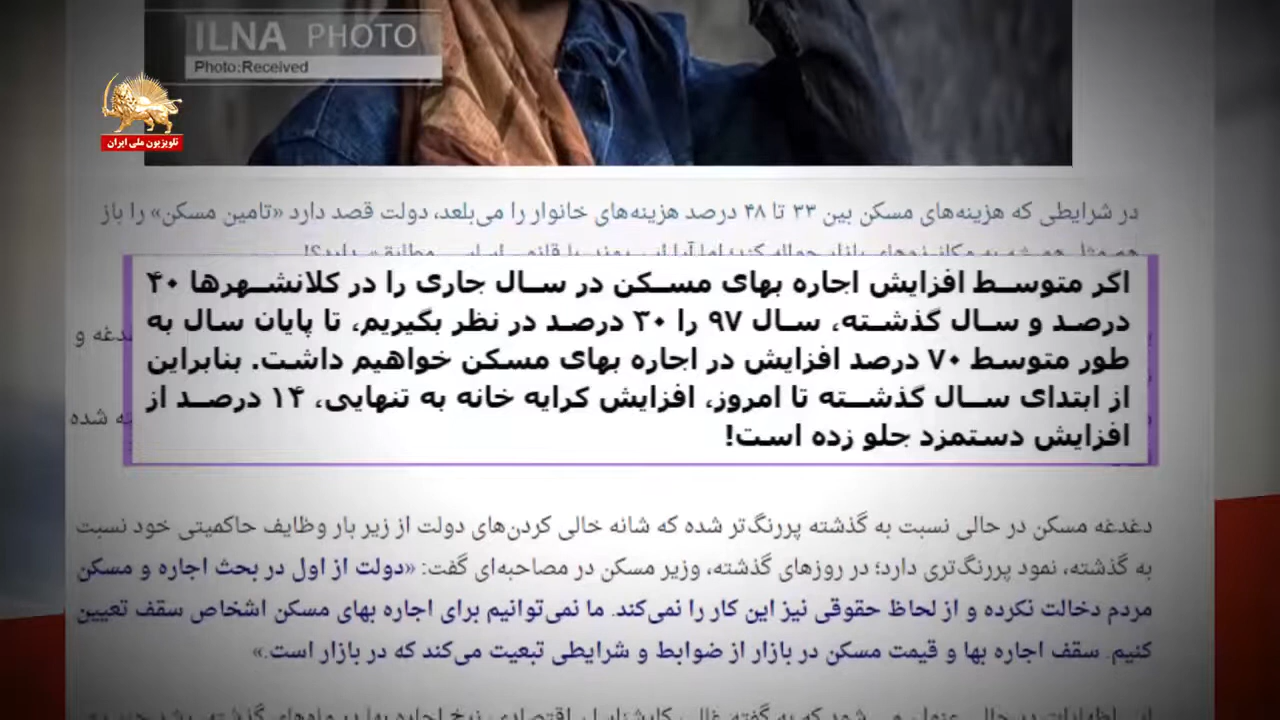 ILNA PHOTO
Photo:Received
تلویزیون ملی ایران
در شرایطی که هزینه‌های مسکن بین ۳۳ تا ۴۸ درصد هزینه‌های خانوار را می‌بلعد، دولت قصد دارد «تامین مسکن» را باز
اگر متوسط افزایش اجاره بهای مسکن در سال جاری را در کلانشهرها ۴۰
درصد و سال گذشته، سال ۹۷ را ۳۰ درصد در نظر بگیریم، تا پایان سال به
طور متوسط ۷۰ درصد افزایش در اجاره بهای مسکن خواهیم داشت. بنابراین
از ابتدای سال گذشته تا امروز، افزایش کرایه خانه به تنهایی، ۱۴ درصد از
افزایش دستمزد جلو زده است!
دغدغه مسکن در حالی نسبت به گذشته پررنگ‌تر شده که شانه خالی کردن‌های دولت از زیر بار وظایف حاکمیتی خود نسبت
به گذشته، نمود پررنگ‌تری دارد؛ در روزهای گذشته، وزیر مسکن در مصاحبه‌ای گفت: «دولت از اول در بحث اجاره و مسکن
مردم دخالت نکرده و از لحاظ حقوقی نیز این کار را نمی‌کند. ما نمی‌توانیم برای اجاره بهای مسکن اشخاص سقف تعیین
کنیم. سقف اجاره بها و قیمت مسکن در بازار از ضوابط و شرایطی تبعیت می‌کند که در بازار است.»